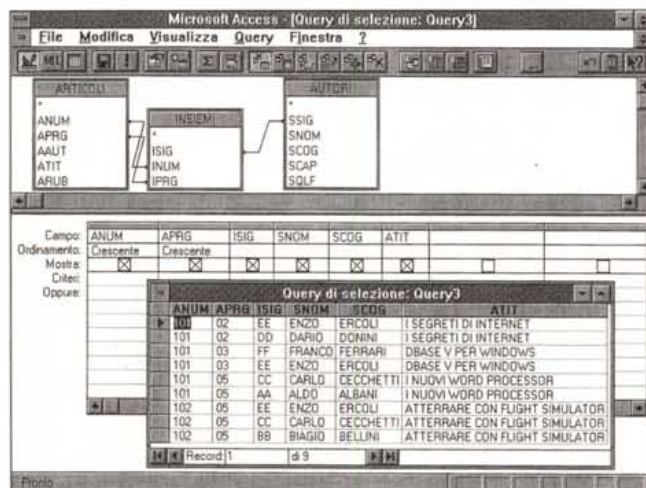 Microsoft Access - [Query di selezione: Query3]
File Modifica Visualizza Query Finestra ?
ARTICOLI
*
ANUM
APRG
AAUT
ATIT
ARUB
INSIEMI
*
ISIG
INUM
IPRG
AUTORI
*
SSIG
SNOM
SCOG
SCAP
SQLF
Campo: ANUM APRG ISIG SNOM SCOG ATIT
Ordinamento: Crescente Crescente
Mostra:
Criteri:
Oppure:
Query di selezione: Query3
ANUM APRG ISIG SNOM SCOG ATIT
101 02 EE ENZO ERCOLI I SEGRETI DI INTERNET
101 02 DD DARIO DONINI I SEGRETI DI INTERNET
101 03 FF FRANCO FERRARI DBASE V PER WINDOWS
101 03 EE ENZO ERCOLI DBASE V PER WINDOWS
101 05 CC CARLO CECCHETTI I NUOVI WORD PROCESSOR
101 05 AA ALDO ALBANI I NUOVI WORD PROCESSOR
102 05 EE ENZO ERCOLI ATTERRARE CON FLIGHT SIMULATOR
102 05 CC CARLO CECCHETTI ATTERRARE CON FLIGHT SIMULATOR
102 05 BB BIAGIO BELLINI ATTERRARE CON FLIGHT SIMULATOR
Record: 1 di 9
Pronto